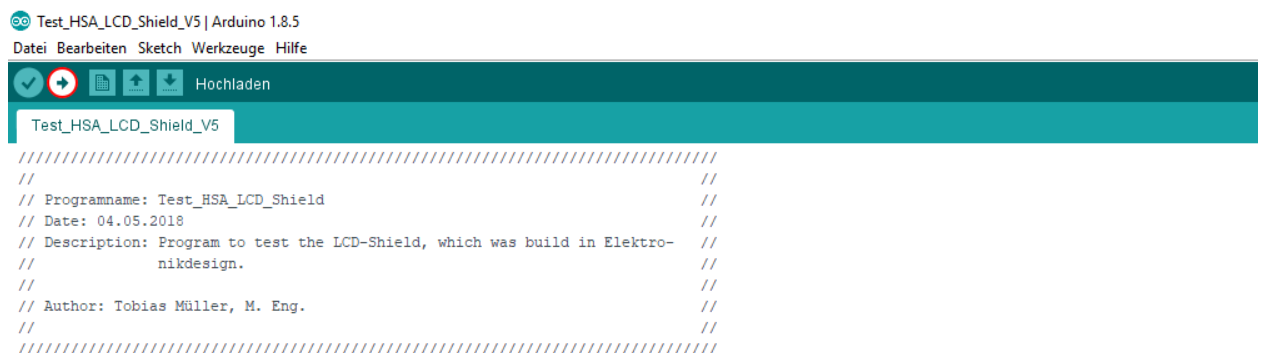 Test_HSA_LCD_Shield_V5 | Arduino 1.8.5
Datei Bearbeiten Sketch Werkzeuge Hilfe
Hochladen
Test_HSA_LCD_Shield_V5
////////////////////////////////////////////////////////////////////////////////
// //
// Programname: Test_HSA_LCD_Shield //
// Date: 04.05.2018 //
// Description: Program to test the LCD-Shield, which was build in Elektro- //
// nikdesign. //
// //
// Author: Tobias Müller, M. Eng. //
// //
////////////////////////////////////////////////////////////////////////////////